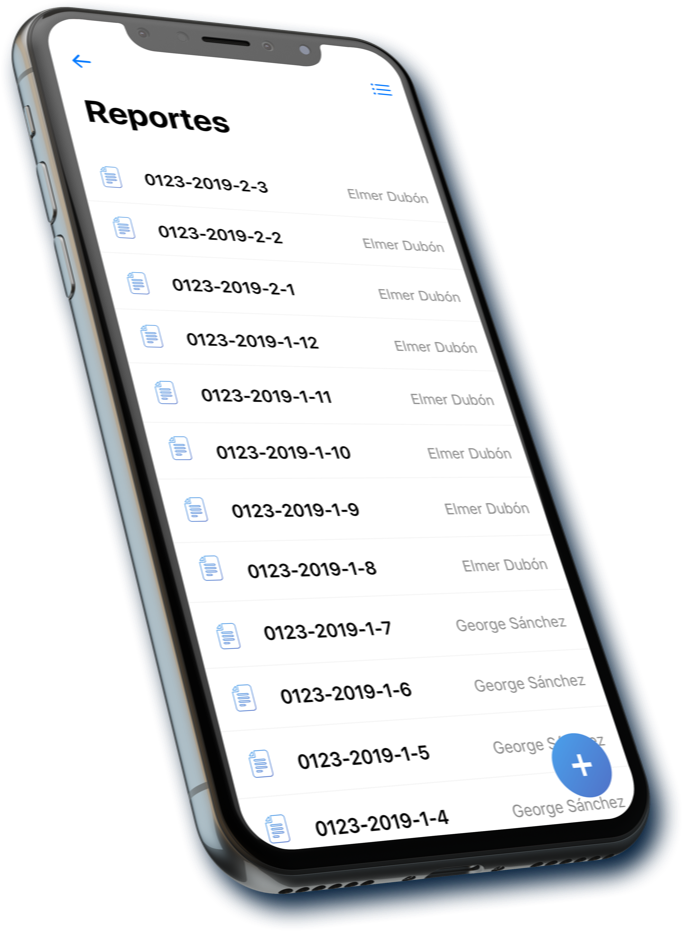 Reportes
0123-2019-2-3 Elmer Dubón
0123-2019-2-2 Elmer Dubón
0123-2019-2-1 Elmer Dubón
0123-2019-1-12 Elmer Dubón
0123-2019-1-11 Elmer Dubón
0123-2019-1-10 Elmer Dubón
0123-2019-1-9 Elmer Dubón
0123-2019-1-8 Elmer Dubón
0123-2019-1-7 George Sánchez
0123-2019-1-6 George Sánchez
0123-2019-1-5 George
0123-2019-1-4 George Sánchez